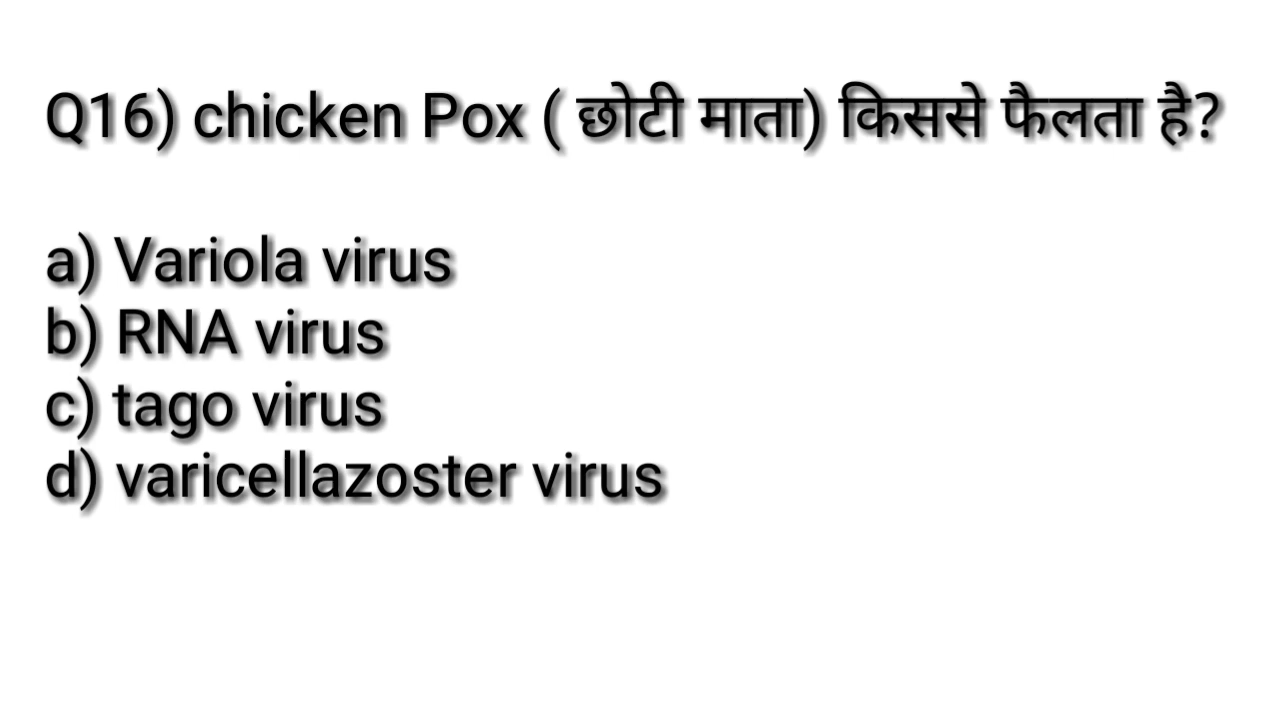 Q16) chicken Pox ( छोटी माता) किससे फैलता है?
a) Variola virus
b) RNA virus
c) tago virus
d) varicellazoster virus